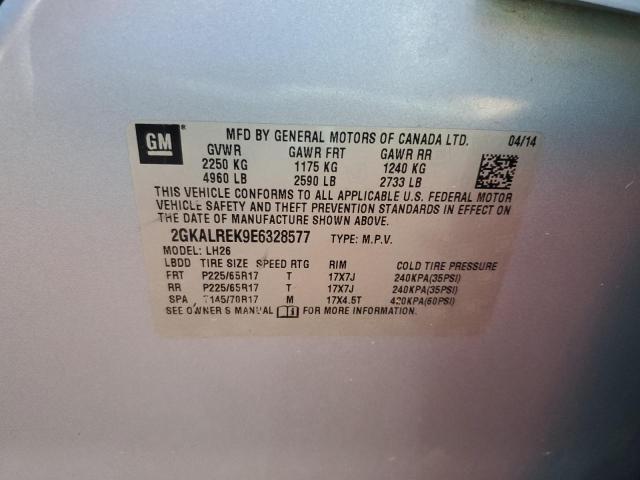 GM ® MFD BY GENERAL MOTORS OF CANADA LTD. 04/14
GVWR GAWR FRT GAWR RR
2250 KG 1175 KG 1240 KG
4960 LB 2590 LB 2733 LB
THIS VEHICLE CONFORMS TO ALL APPLICABLE U.S. FEDERAL MOTOR
VEHICLE SAFETY AND THEFT PREVENTION STANDARDS IN EFFECT ON
THE DATE OF MANUFACTURE SHOWN ABOVE.
2GKALREK9E6328577 TYPE: M.P.V.
MODEL: LH26
LBDD TIRE SIZE SPEED RTG RIM COLD TIRE PRESSURE
FRT P225/65R17 T 17X7J 240KPA(35PSI)
RR P225/65R17 T 17X7J 240KPA(35PSI)
SPA T145/70R17 M 17X4.5T 420KPA(60PSI)
SEE OWNER'S MANUAL FOR MORE INFORMATION.